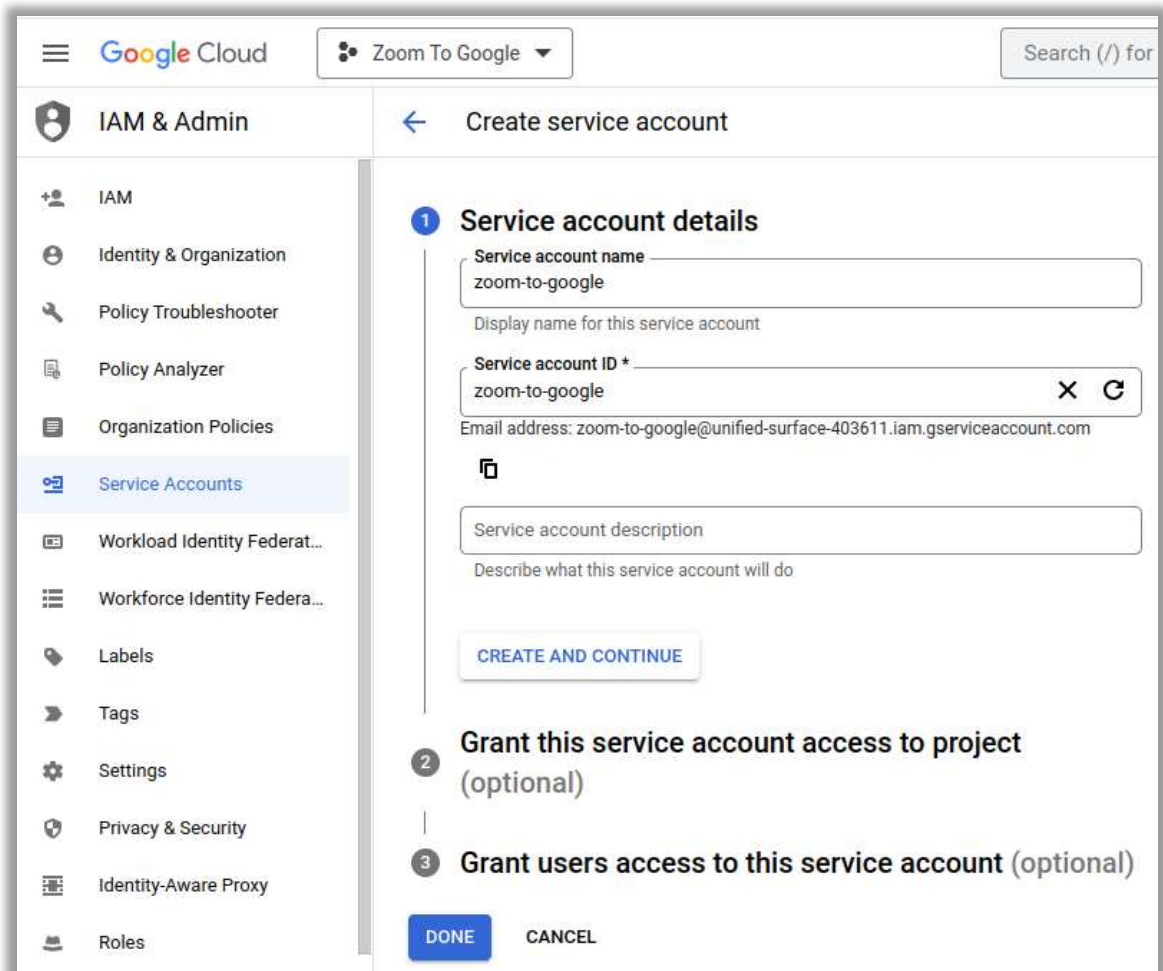 Google Cloud
Zoom To Google
Search (/) for
IAM & Admin
Create service account
IAM
Identity & Organization
Policy Troubleshooter
Policy Analyzer
Organization Policies
Service Accounts
Workload Identity Federat...
Workforce Identity Federa...
Labels
Tags
Settings
Privacy & Security
Identity-Aware Proxy
Roles
1
Service account details
Service account name
zoom-to-google
Display name for this service account
Service account ID *
zoom-to-google
Email address: zoom-to-google@unified-surface-403611.iam.gserviceaccount.com
Service account description
Describe what this service account will do
CREATE AND CONTINUE
2
Grant this service account access to project
(optional)
3
Grant users access to this service account (optional)
DONE
CANCEL